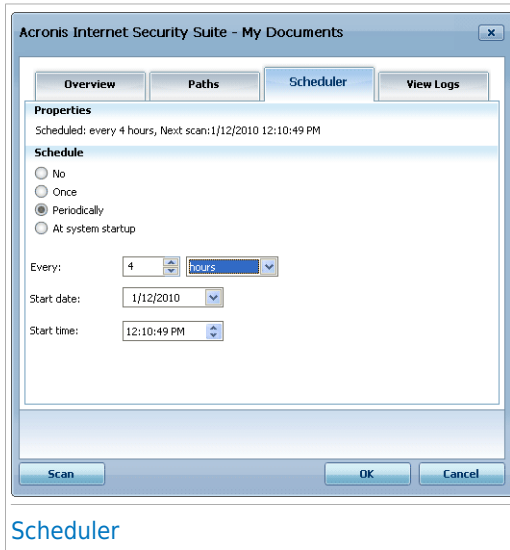 Acronis Internet Security Suite - My Documents
Overview Paths Scheduler View Logs
Properties
Scheduled: every 4 hours, Next scan:1/12/2010 12:10:49 PM
Schedule
No
Once
Periodically
At system startup
Every: 4 hours
Start date: 1/12/2010
Start time: 12:10:49 PM
Scan OK Cancel
Scheduler